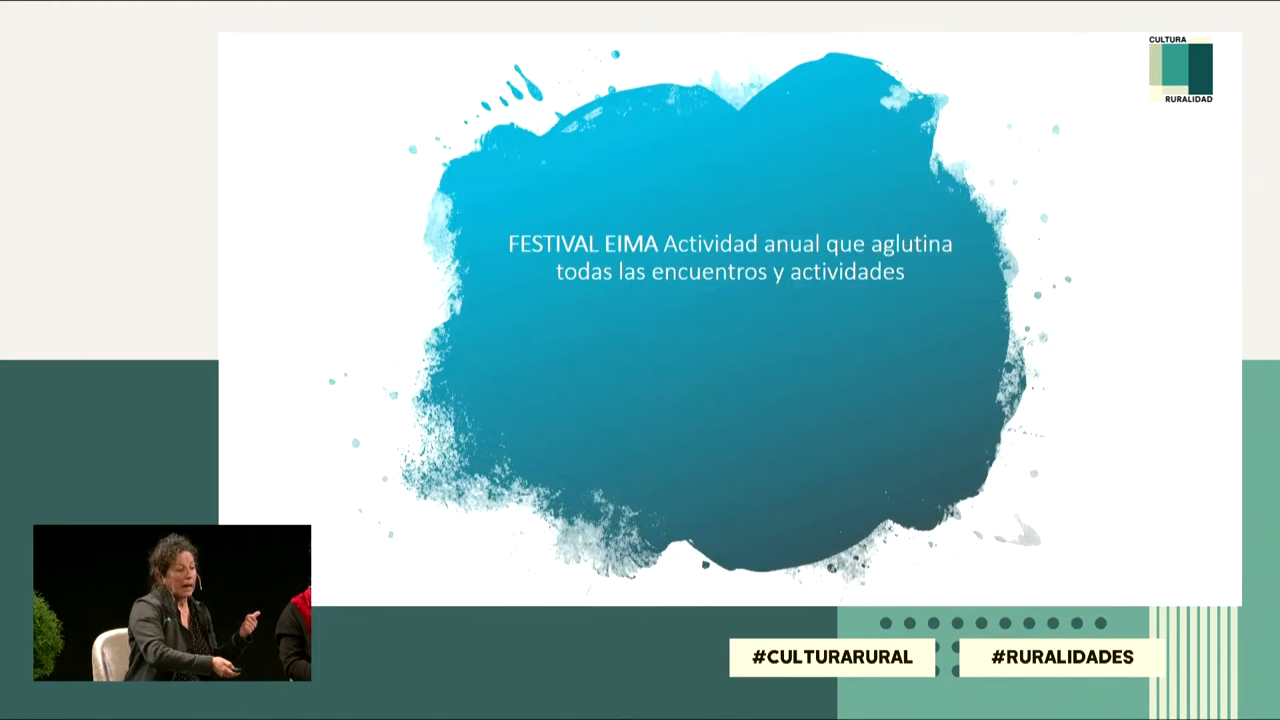 CULTURA
RURALIDAD
FESTIVAL EIMA Actividad anual que aglutina
todas las encuentros y actividades
#CULTURARURAL
#RURALIDADES